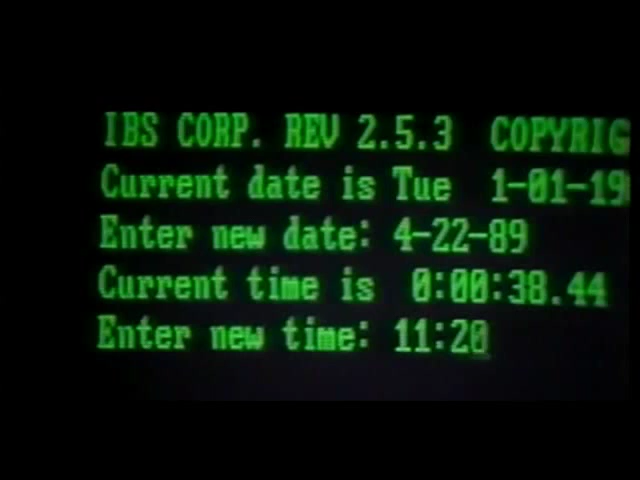 IBS CORP. REV 2.5.3 COPYRIG
Current date is Tue 1-01-19
Enter new date: 4-22-89
Current time is 0:00:38.44
Enter new time: 11:20